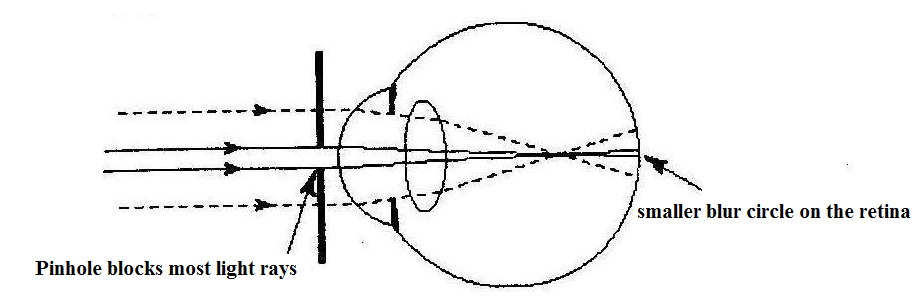 smaller blur circle on the retina
Pinhole blocks most light rays